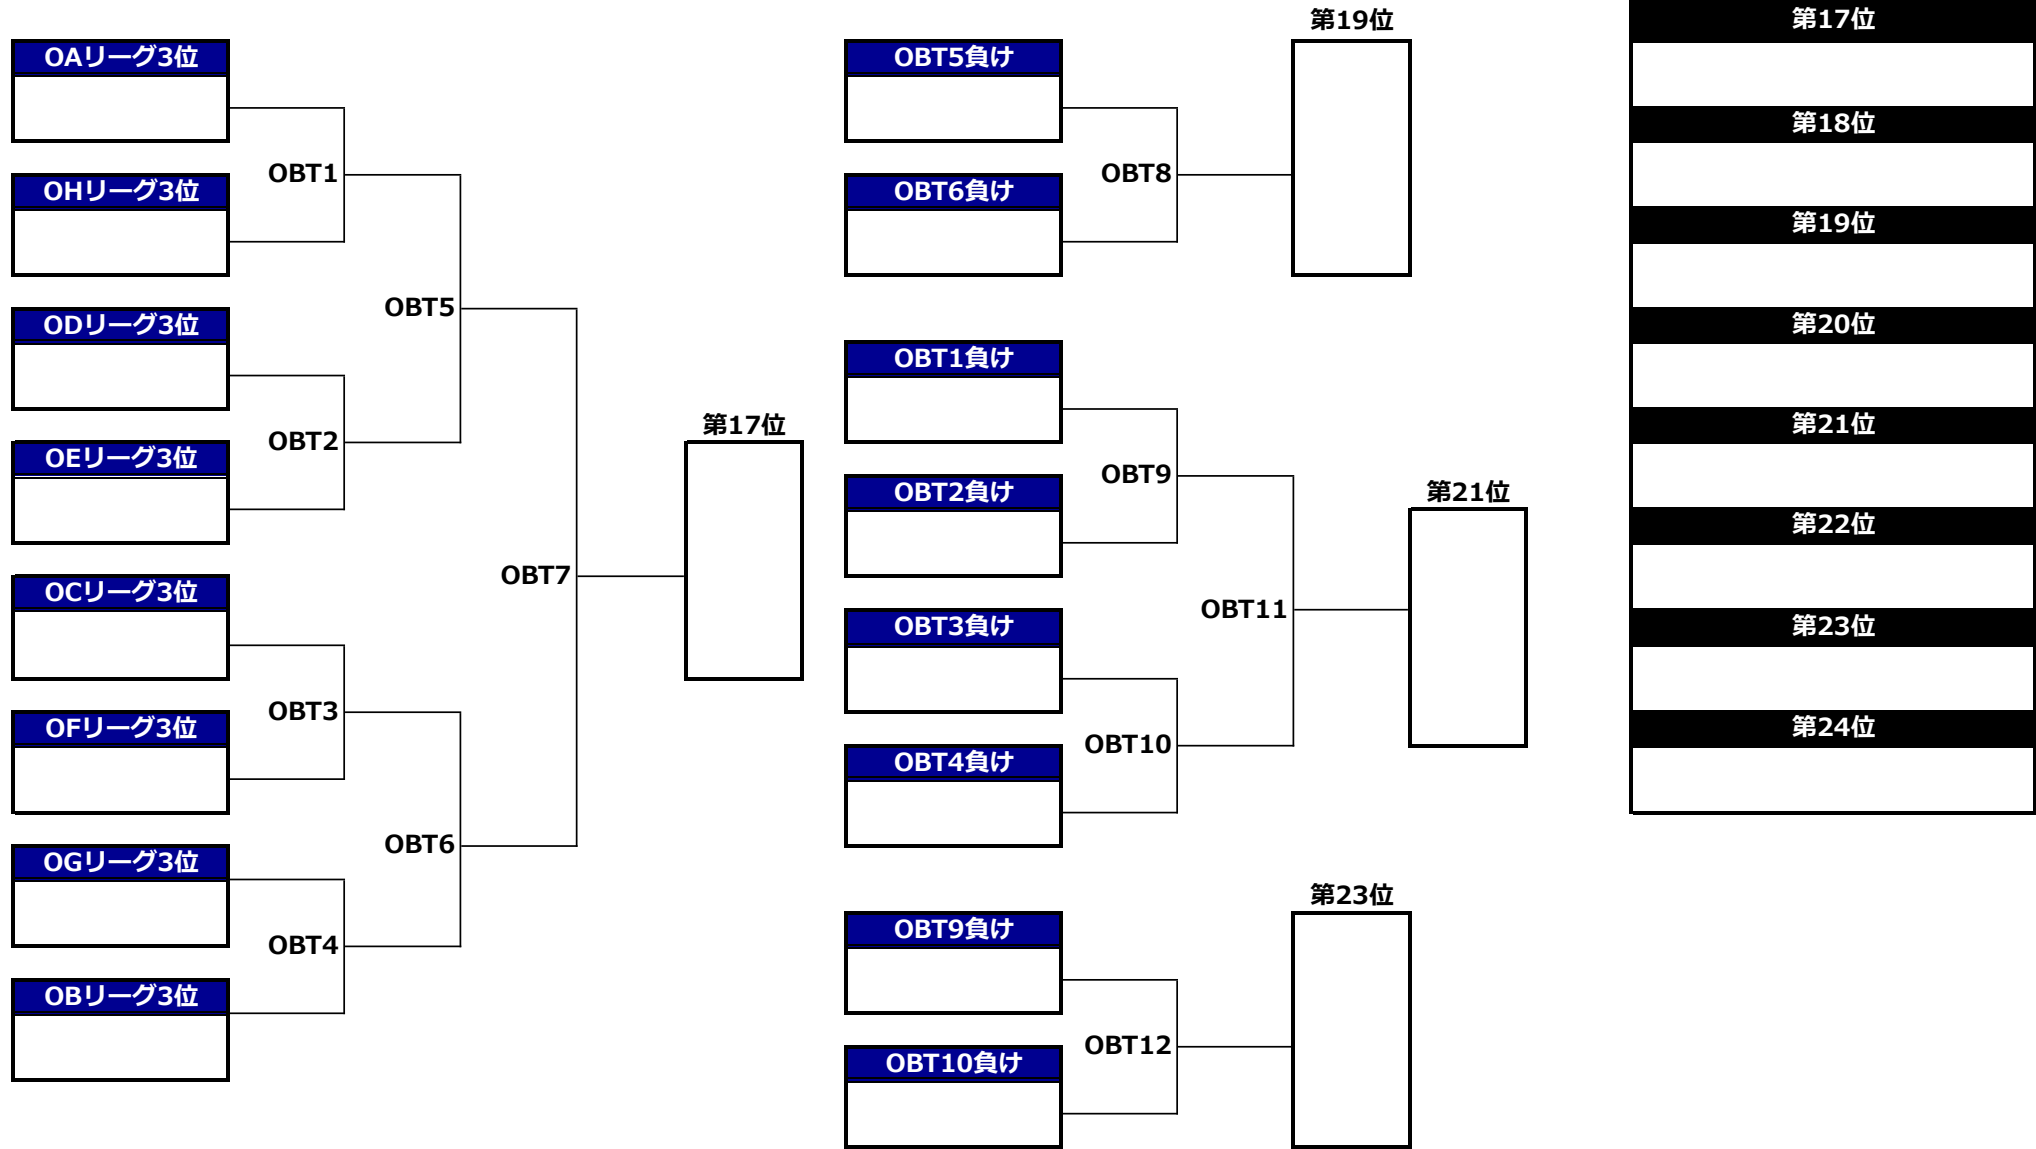 OAリーグ3位
OBT1
OHリーグ3位
OBT5
ODリーグ3位
OBT2
OEリーグ3位
第17位
OBT7
OCリーグ3位
OBT3
OFリーグ3位
OBT6
OGリーグ3位
OBT4
OBリーグ3位
第19位
OBT5負け
OBT8
OBT6負け
OBT1負け
OBT9
OBT2負け
第21位
OBT11
OBT3負け
OBT10
OBT4負け
第23位
OBT9負け
OBT12
OBT10負け
第17位
第18位
第19位
第20位
第21位
第22位
第23位
第24位